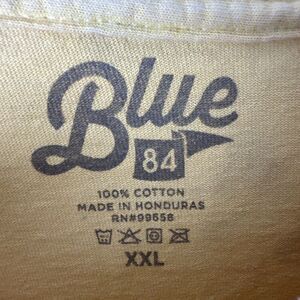 Blue
84
100% COTTON
MADE IN HONDURAS
RN#99658
XXL